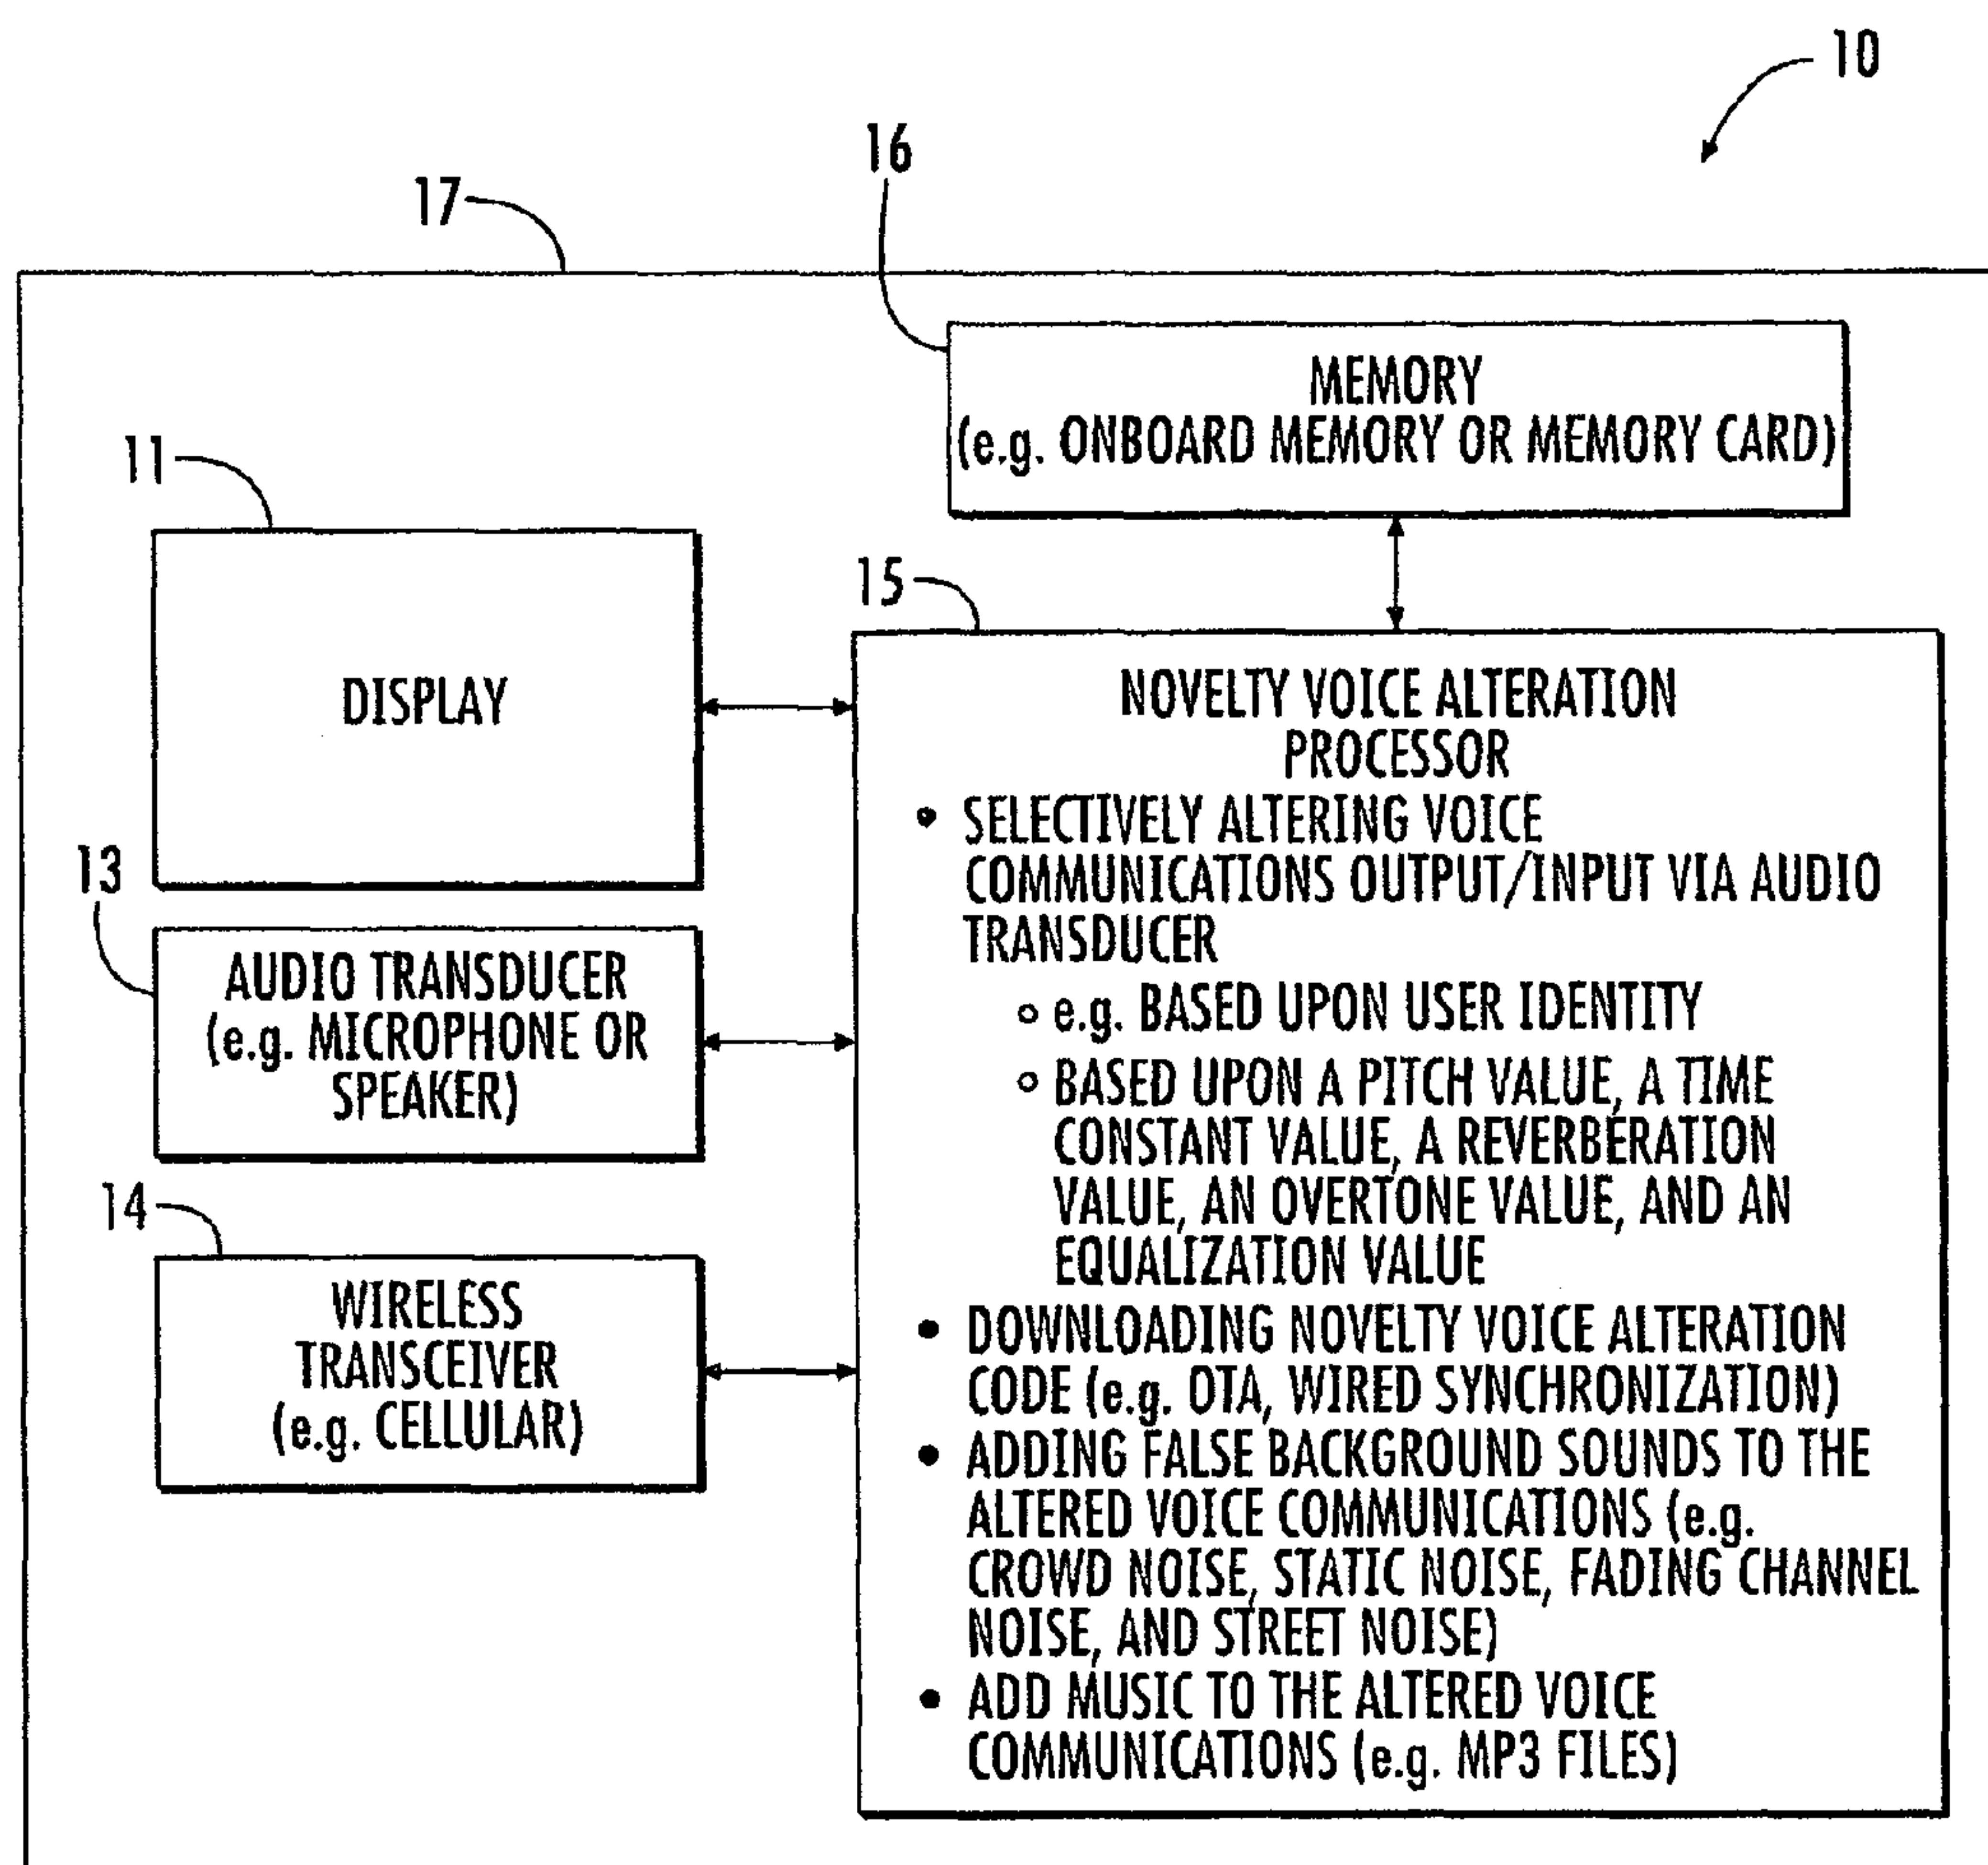 10
16
17
MEMORY
(e.g. ONBOARD MEMORY OR MEMORY CARD)
11
DISPLAY
15
NOVELTY VOICE ALTERATION
PROCESSOR
• SELECTIVELY ALTERING VOICE
COMMUNICATIONS OUTPUT/INPUT VIA AUDIO
TRANSDUCER
○ e.g. BASED UPON USER IDENTITY
○ BASED UPON A PITCH VALUE, A TIME
CONSTANT VALUE, A REVERBERATION
VALUE, AN OVERTONE VALUE, AND AN
EQUALIZATION VALUE
• DOWNLOADING NOVELTY VOICE ALTERATION
CODE (e.g. OTA, WIRED SYNCHRONIZATION)
• ADDING FALSE BACKGROUND SOUNDS TO THE
ALTERED VOICE COMMUNICATIONS (e.g.
CROWD NOISE, STATIC NOISE, FADING CHANNEL
NOISE, AND STREET NOISE)
• ADD MUSIC TO THE ALTERED VOICE
COMMUNICATIONS (e.g. MP3 FILES)
13
AUDIO TRANSDUCER
(e.g. MICROPHONE OR
SPEAKER)
14
WIRELESS
TRANSCEIVER
(e.g. CELLULAR)